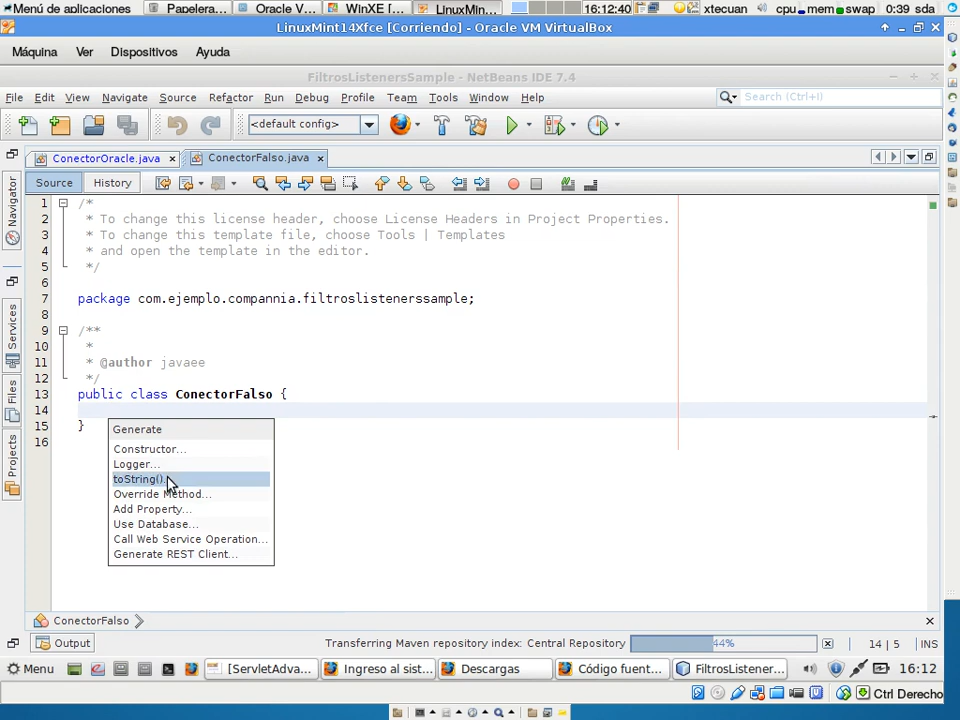 Menú de aplicaciones Papelera... Oracle V... WinXE [... LinuxMin... 16:12:40 xtecuan cpu mem swap 0:39 sda
LinuxMint14Xfce [Corriendo] - Oracle VM VirtualBox
Máquina Ver Dispositivos Ayuda
FiltrosListenersSample - NetBeans IDE 7.4
File Edit View Navigate Source Refactor Run Debug Profile Team Tools Window Help Search (Ctrl+I)
<default config>
ConectorOracle.java ConectorFalso.java
Source History
Navigator
Services
Files
Projects
1 /*
2 * To change this license header, choose License Headers in Project Properties.
3 * To change this template file, choose Tools | Templates
4 * and open the template in the editor.
5 */
6
7 package com.ejemplo.compannia.filtroslistenerssample;
8
9 /**
10 *
11 * @author javaee
12 */
13 public class ConectorFalso {
14
15 }
16
Generate
Constructor...
Logger...
toString()...
Override Method...
Add Property...
Use Database...
Call Web Service Operation...
Generate REST Client...
ConectorFalso
Output Transferring Maven repository index: Central Repository 44% 14 | 5 INS
Menu [ServletAdva... Ingreso al sist... Descargas Código fuent... FiltrosListener... 16:12
Ctrl Derecho